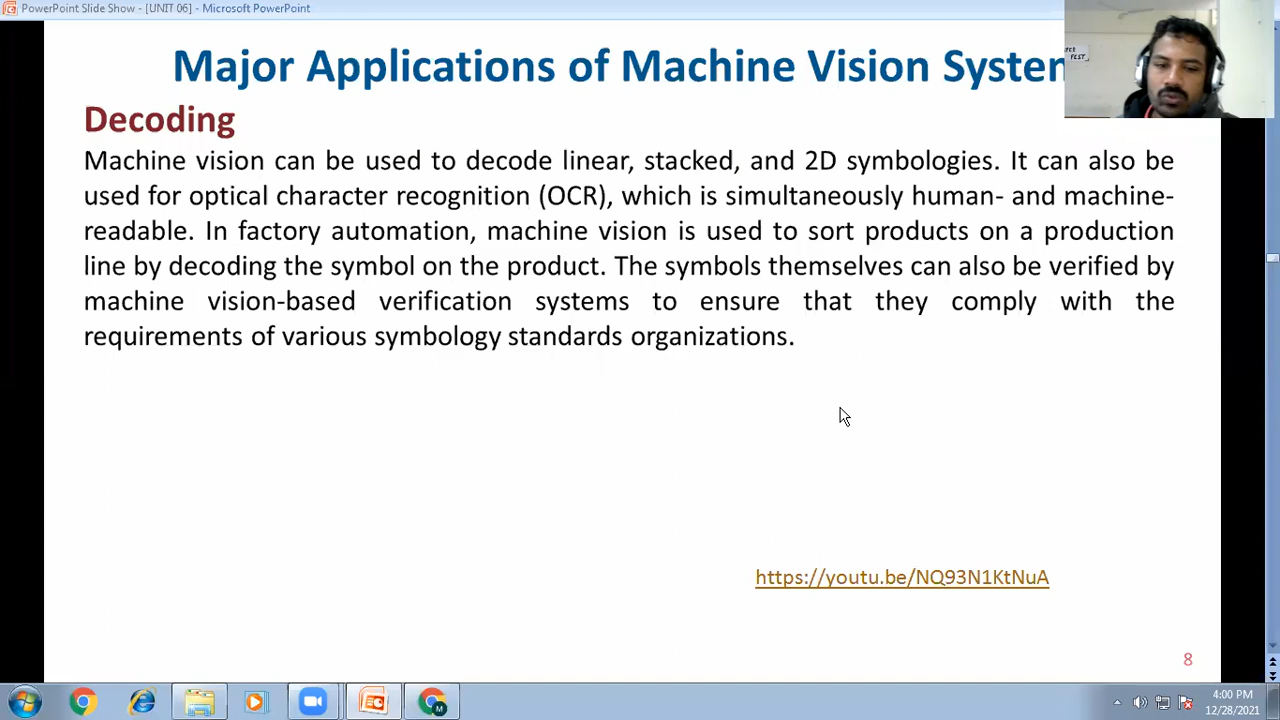 PowerPoint Slide Show - [UNIT 06] - Microsoft PowerPoint
Major Applications of Machine Vision System
Decoding
Machine vision can be used to decode linear, stacked, and 2D symbologies. It can also be
used for optical character recognition (OCR), which is simultaneously human- and machine-
readable. In factory automation, machine vision is used to sort products on a production
line by decoding the symbol on the product. The symbols themselves can also be verified by
machine vision-based verification systems to ensure that they comply with the
requirements of various symbology standards organizations.
https://youtu.be/NQ93N1KtNuA
8
M
4:00 PM
12/28/2021